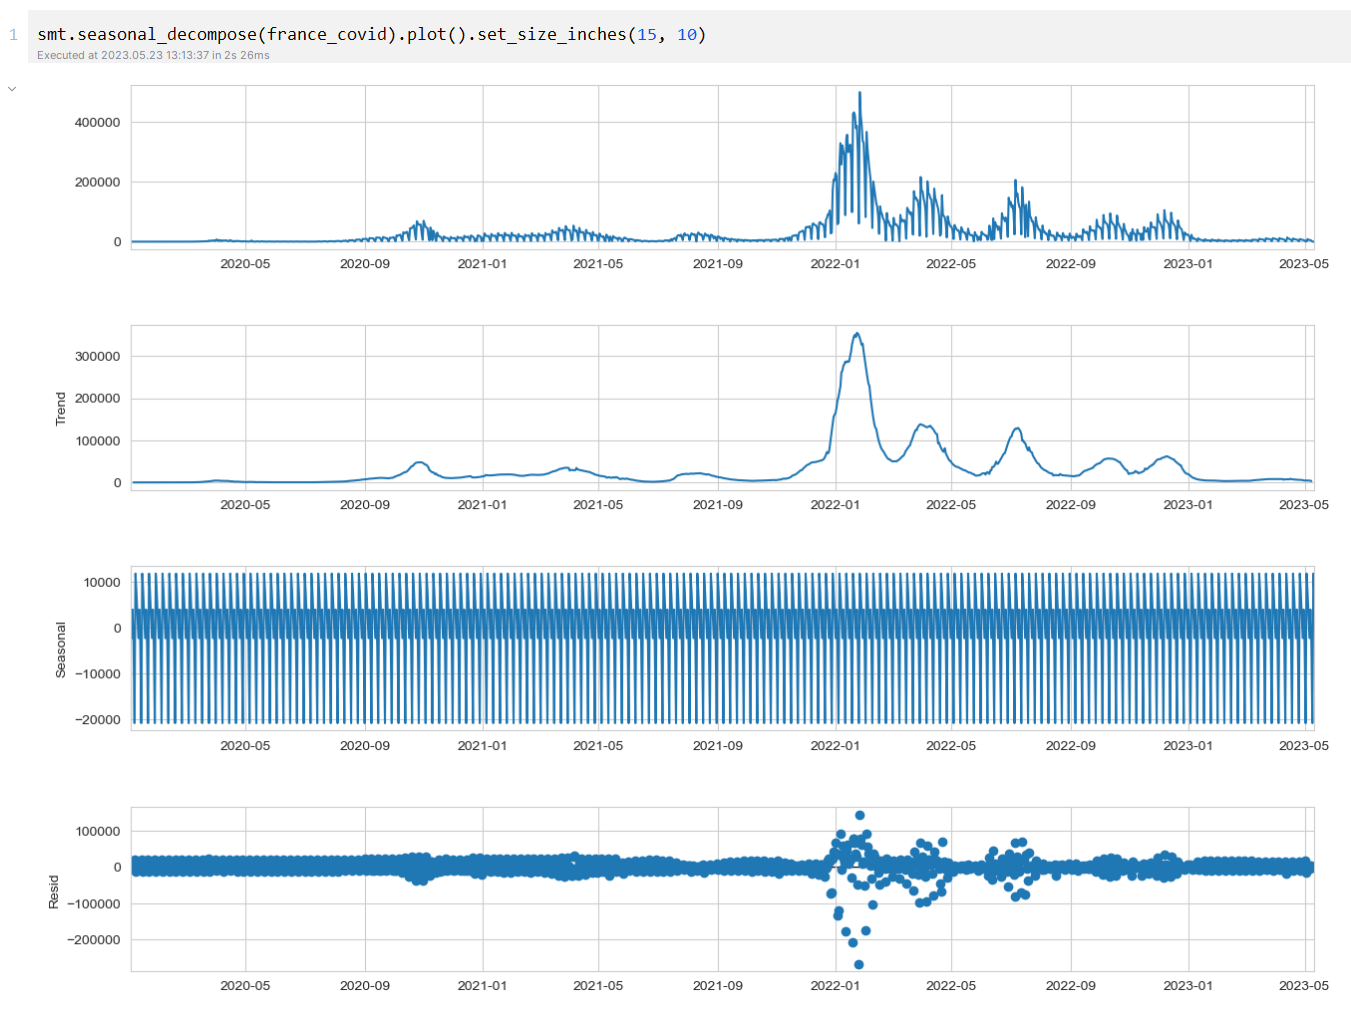 1 smt.seasonal_decompose(france_covid).plot().set_size_inches(15, 10)
Executed at 2023.05.23 13:13:37 in 2s 26ms
400000
200000
0
2020-05 2020-09 2021-01 2021-05 2021-09 2022-01 2022-05 2022-09 2023-01 2023-05
Trend
300000
200000
100000
0
2020-05 2020-09 2021-01 2021-05 2021-09 2022-01 2022-05 2022-09 2023-01 2023-05
Seasonal
10000
0
−10000
−20000
2020-05 2020-09 2021-01 2021-05 2021-09 2022-01 2022-05 2022-09 2023-01 2023-05
Resid
100000
0
−100000
−200000
2020-05 2020-09 2021-01 2021-05 2021-09 2022-01 2022-05 2022-09 2023-01 2023-05